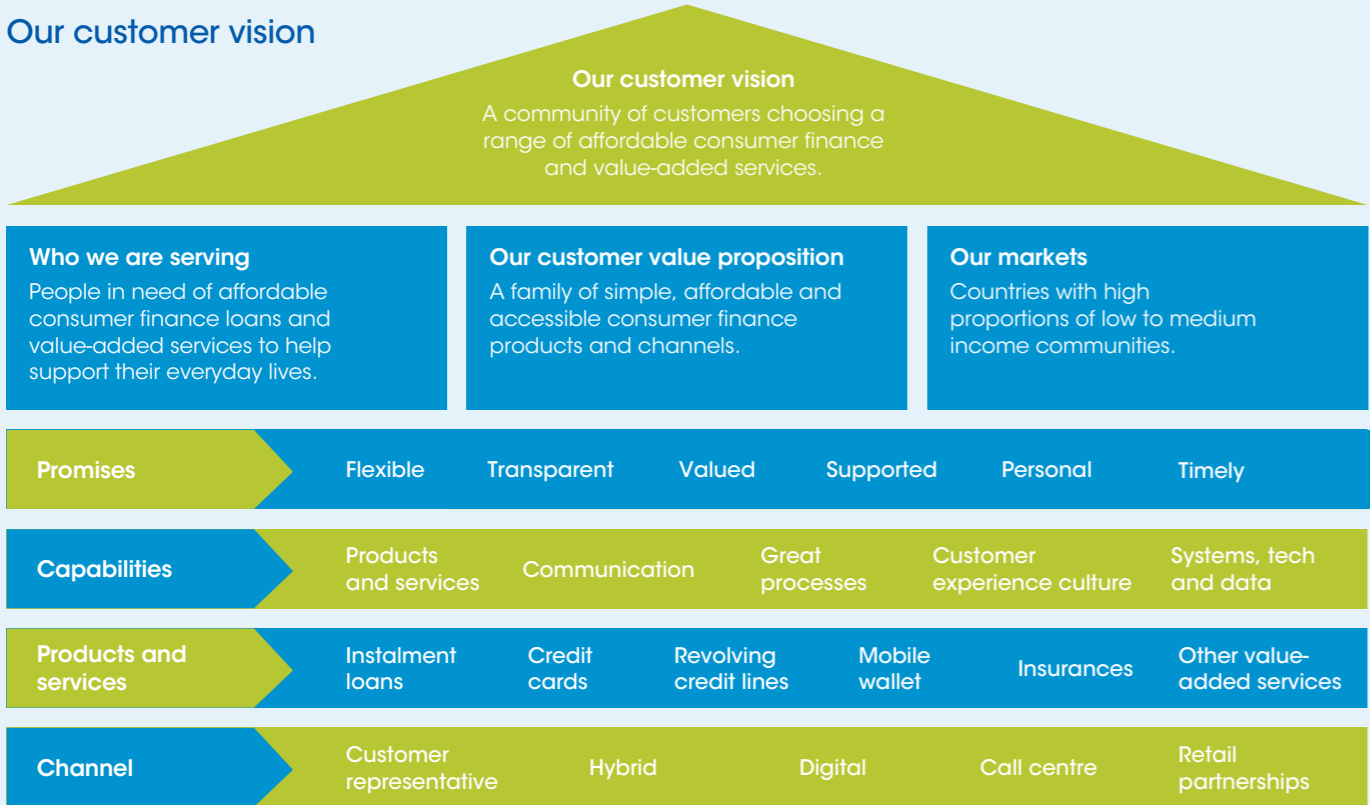 Our customer vision
Our customer vision
A community of customers choosing a
range of affordable consumer finance
and value-added services.
Who we are serving
People in need of affordable
consumer finance loans and
value-added services to help
support their everyday lives.
Our customer value proposition
A family of simple, affordable and
accessible consumer finance
products and channels.
Our markets
Countries with high
proportions of low to medium
income communities.
Promises
Flexible
Transparent
Valued
Supported
Personal
Timely
Capabilities
Products
and services
Communication
Great
processes
Customer
experience culture
Systems, tech
and data
Products and
services
Instalment
loans
Credit
cards
Revolving
credit lines
Mobile
wallet
Insurances
Other value-
added services
Channel
Customer
representative
Hybrid
Digital
Call centre
Retail
partnerships